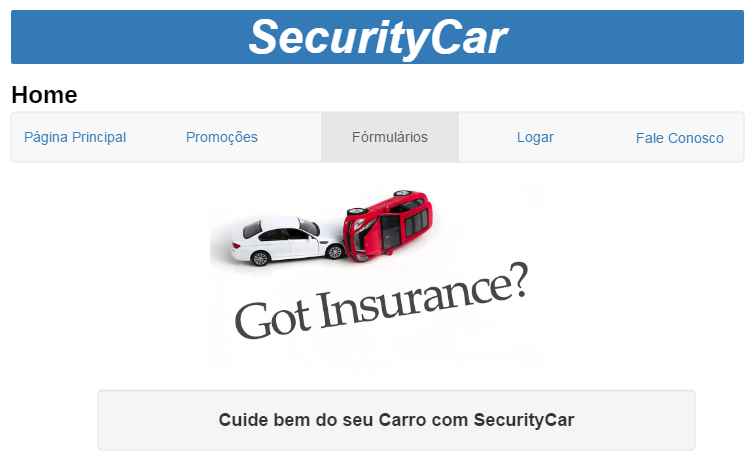 SecurityCar
Home
Página Principal
Promoções
Fórmulários
Logar
Fale Conosco
Got Insurance?
Cuide bem do seu Carro com SecurityCar